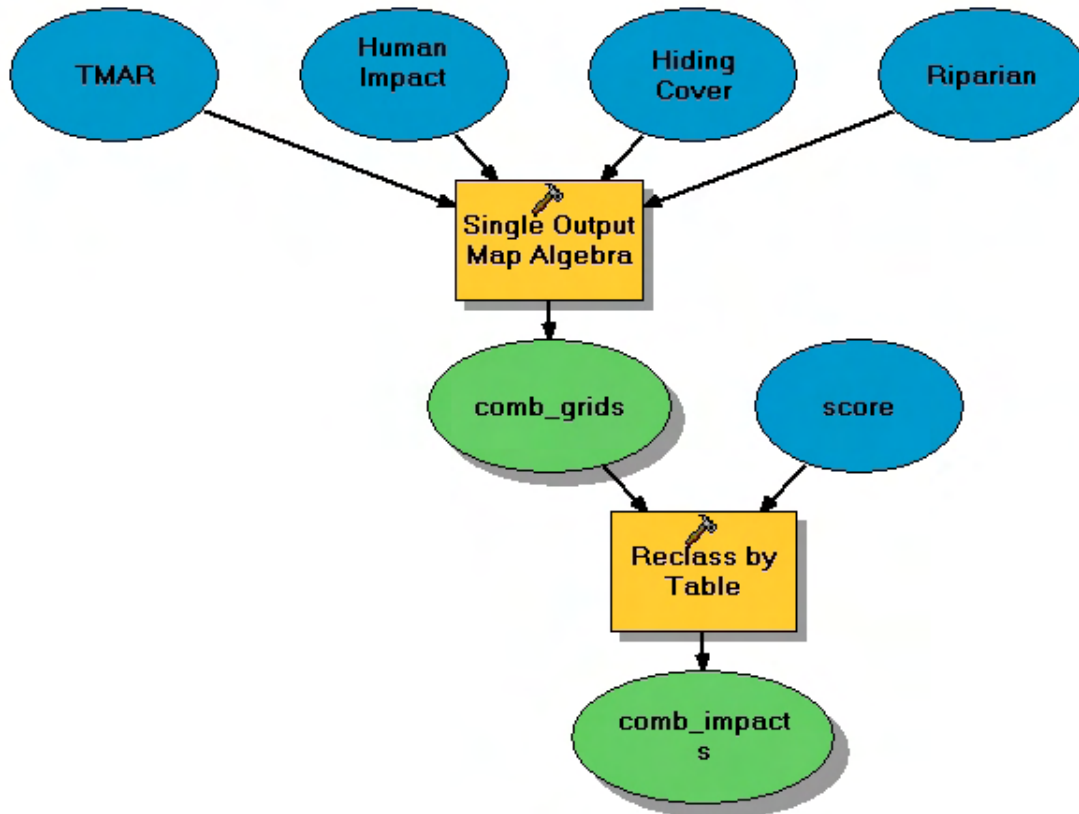 TMAR
Human
Impact
Hiding
Cover
Riparian
Single Output
Map Algebra
comb_grids
score
Reclass by
Table
comb_impact
s